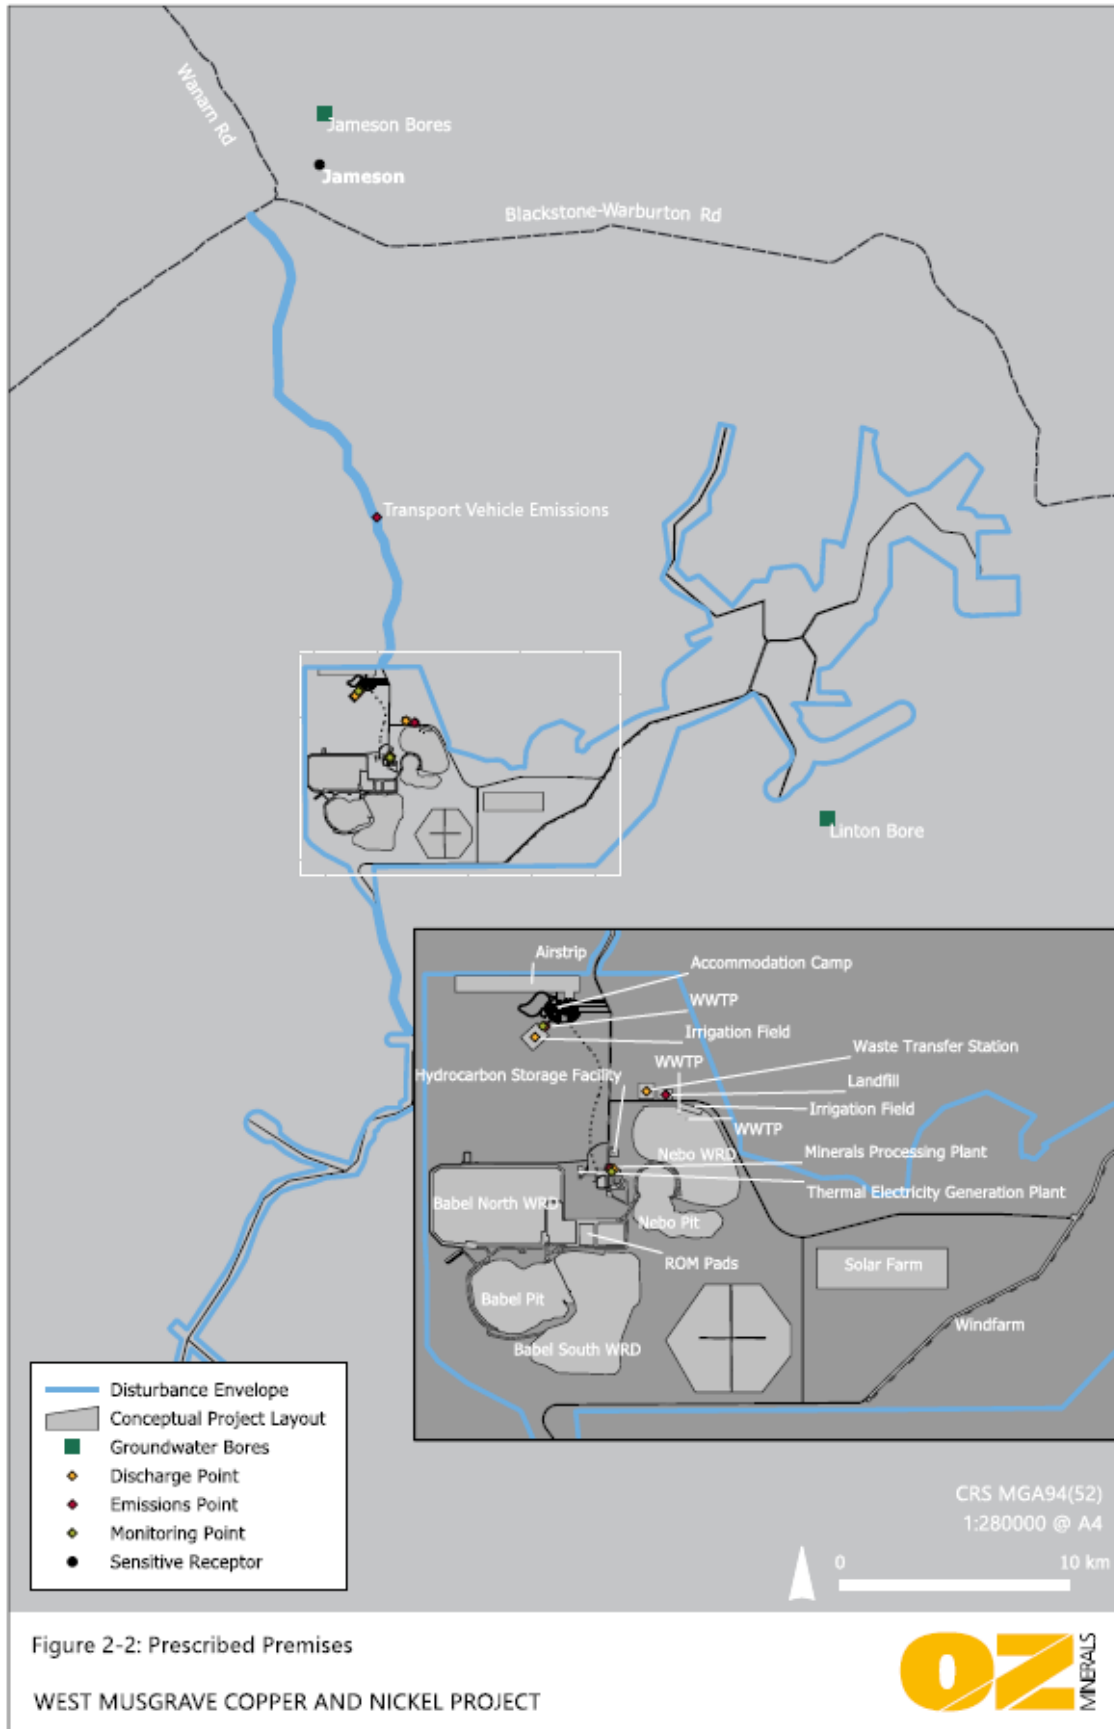 Wanarn Rd
Jameson Bores
Jameson
Blackstone-Warburton Rd
Transport Vehicle Emissions
Linton Bore
Airstrip
Accommodation Camp
WWTP
Irrigation Field
Waste Transfer Station
WWTP
Hydrocarbon Storage Facility
Landfill
Irrigation Field
WWTP
Nebo WRD
Minerals Processing Plant
Thermal Electricity Generation Plant
Babel North WRD
Nebo Pit
ROM Pads
Solar Farm
Babel Pit
Windfarm
Babel South WRD
Disturbance Envelope
Conceptual Project Layout
Groundwater Bores
Discharge Point
Emissions Point
Monitoring Point
Sensitive Receptor
CRS MGA94(52)
1:280000 @ A4
0 10 km
Figure 2-2: Prescribed Premises
WEST MUSGRAVE COPPER AND NICKEL PROJECT
OZ MINERALS